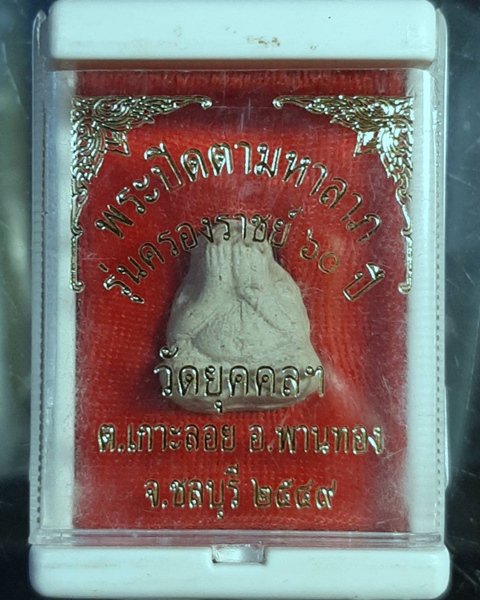 พระปิดตามหาลาภ
รุ่นครองราชย์ ๖๐ ปี
วัดยุคคลฯ
ต.เกาะลอย อ.พานทอง
จ.ชลบุรี ๒๕๔๙